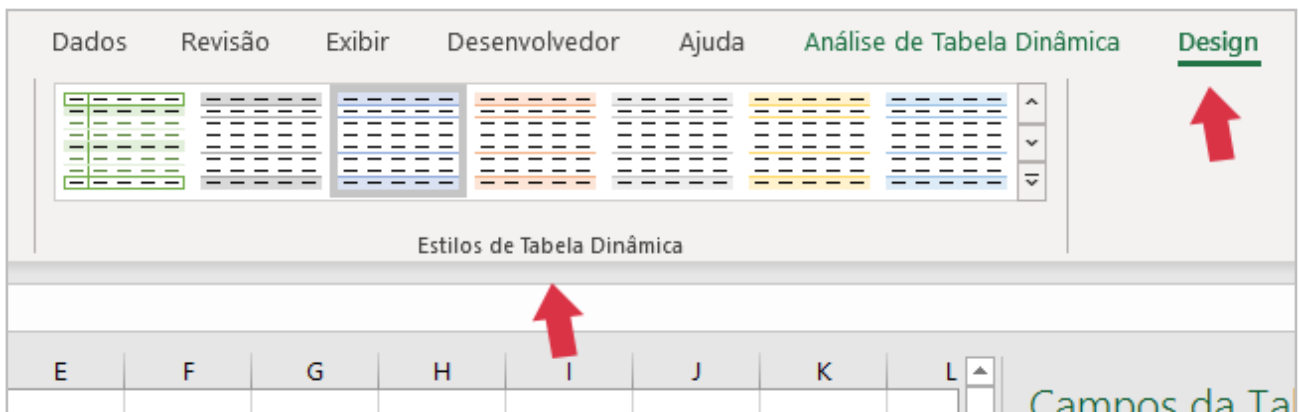 Dados Revisão Exibir Desenvolvedor Ajuda Análise de Tabela Dinâmica Design
Estilos de Tabela Dinâmica
E F G H I J K L
Campos da Ta